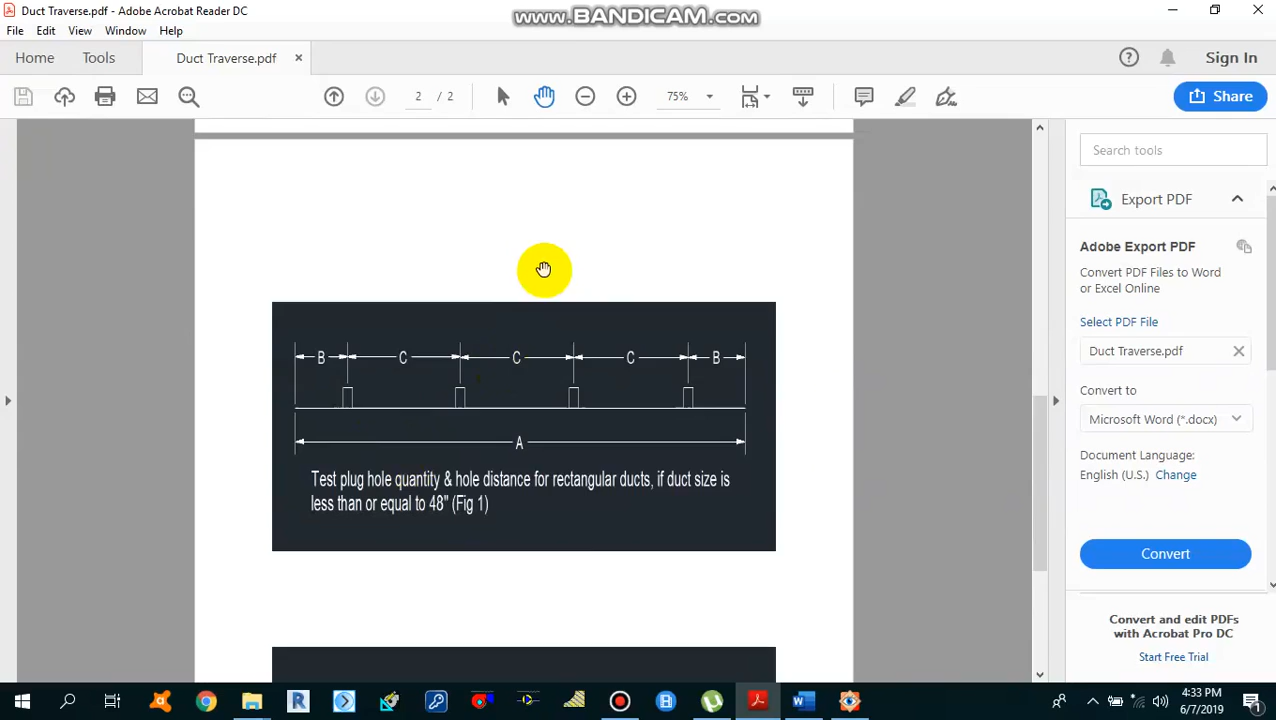 Duct Traverse.pdf - Adobe Acrobat Reader DC
www.BANDICAM.com
File Edit View Window Help
Home Tools Duct Traverse.pdf × Sign In
2 / 2 75% Share
Search tools
Export PDF
Adobe Export PDF
Convert PDF Files to Word
or Excel Online
Select PDF File
Duct Traverse.pdf
Convert to
Microsoft Word (*.docx)
Document Language:
English (U.S.) Change
Convert
Convert and edit PDFs
with Acrobat Pro DC
Start Free Trial
B C C C B
A
Test plug hole quantity & hole distance for rectangular ducts, if duct size is
less than or equal to 48" (Fig 1)
4:33 PM
6/7/2019